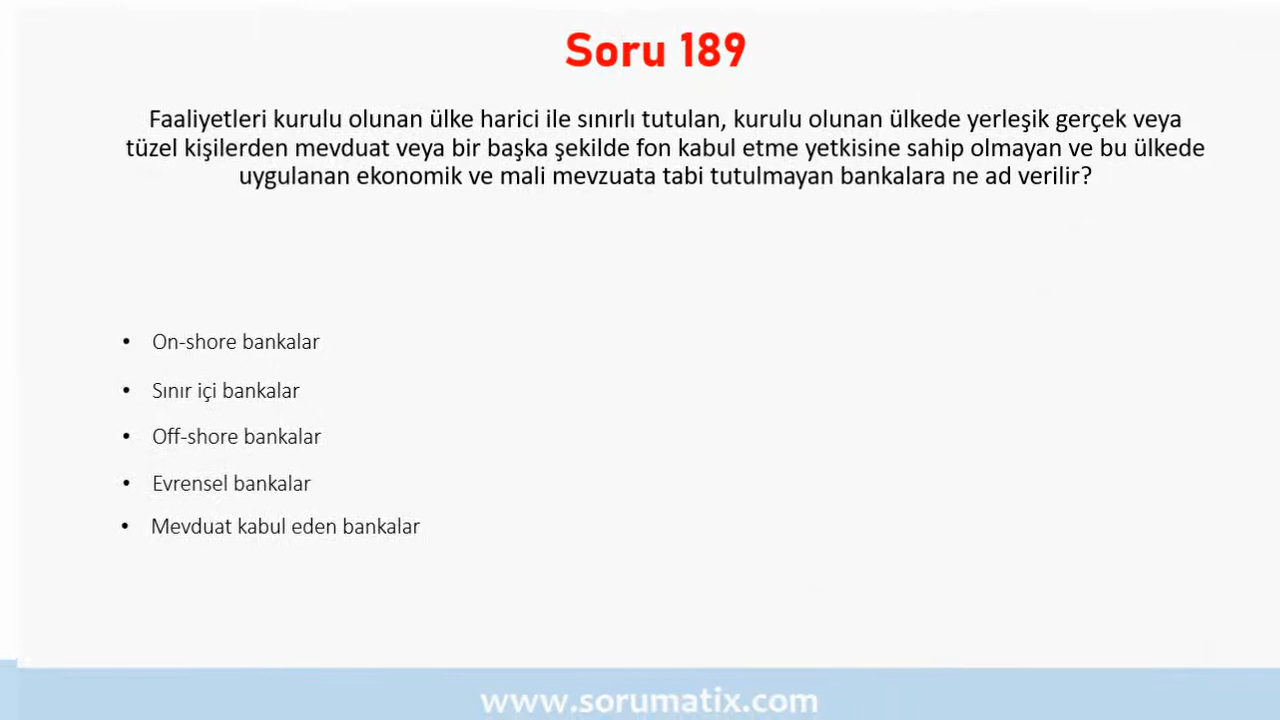 Soru 189
Faaliyetleri kurulu olunan ülke harici ile sınırlı tutulan, kurulu olunan ülkede yerleşik gerçek veya
tüzel kişilerden mevduat veya bir başka şekilde fon kabul etme yetkisine sahip olmayan ve bu ülkede
uygulanan ekonomik ve mali mevzuata tabi tutulmayan bankalara ne ad verilir?
• On-shore bankalar
• Sınır içi bankalar
• Off-shore bankalar
• Evrensel bankalar
• Mevduat kabul eden bankalar
www.sorumatix.com